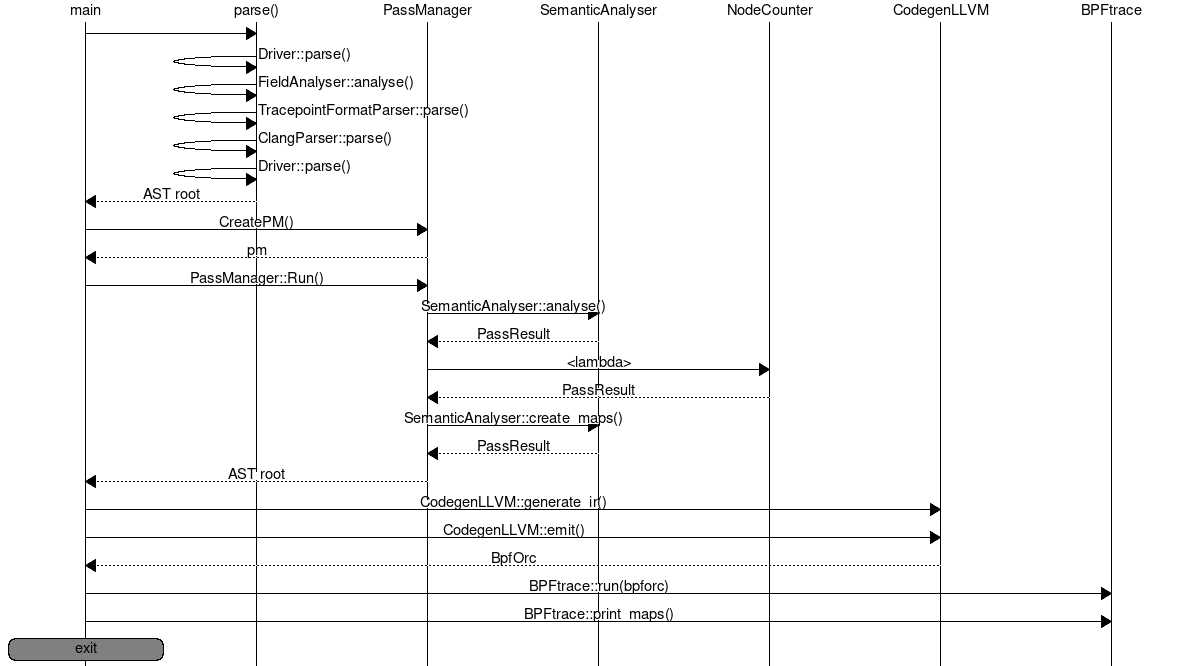 main parse() PassManager SemanticAnalyser NodeCounter CodegenLLVM BPFtrace
Driver::parse()
FieldAnalyser::analyse()
TracepointFormatParser::parse()
ClangParser::parse()
Driver::parse()
AST root
CreatePM()
pm
PassManager::Run()
SemanticAnalyser::analyse()
PassResult
<lambda>
PassResult
SemanticAnalyser::create_maps()
PassResult
AST root
CodegenLLVM::generate_ir()
CodegenLLVM::emit()
BpfOrc
BPFtrace::run(bpforc)
BPFtrace::print_maps()
exit